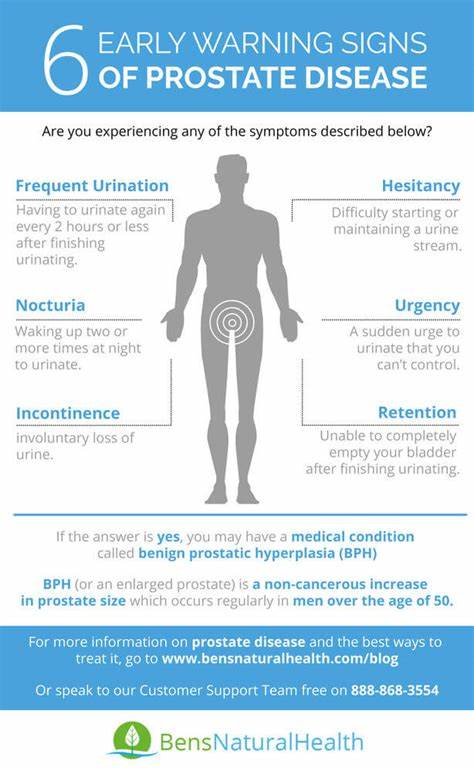 6 EARLY WARNING SIGNS
OF PROSTATE DISEASE
Are you experiencing any of the symptoms described below?
Frequent Urination
Having to urinate again
every 2 hours or less
after finishing
urinating.
Hesitancy
Difficulty starting or
maintaining a urine
stream.
Nocturia
Waking up two or
more times at night
to urinate.
Urgency
A sudden urge to
urinate that you
can't control.
Incontinence
involuntary loss of
urine.
Retention
Unable to completely
empty your bladder
after finishing urinating.
If the answer is yes, you may have a medical condition
called benign prostatic hyperplasia (BPH)
BPH (or an enlarged prostate) is a non-cancerous increase
in prostate size which occurs regularly in men over the age of 50.
For more information on prostate disease and the best ways to
treat it, go to www.bensnaturalhealth.com/blog
Or speak to our Customer Support Team free on 888-868-3554
BensNaturalHealth